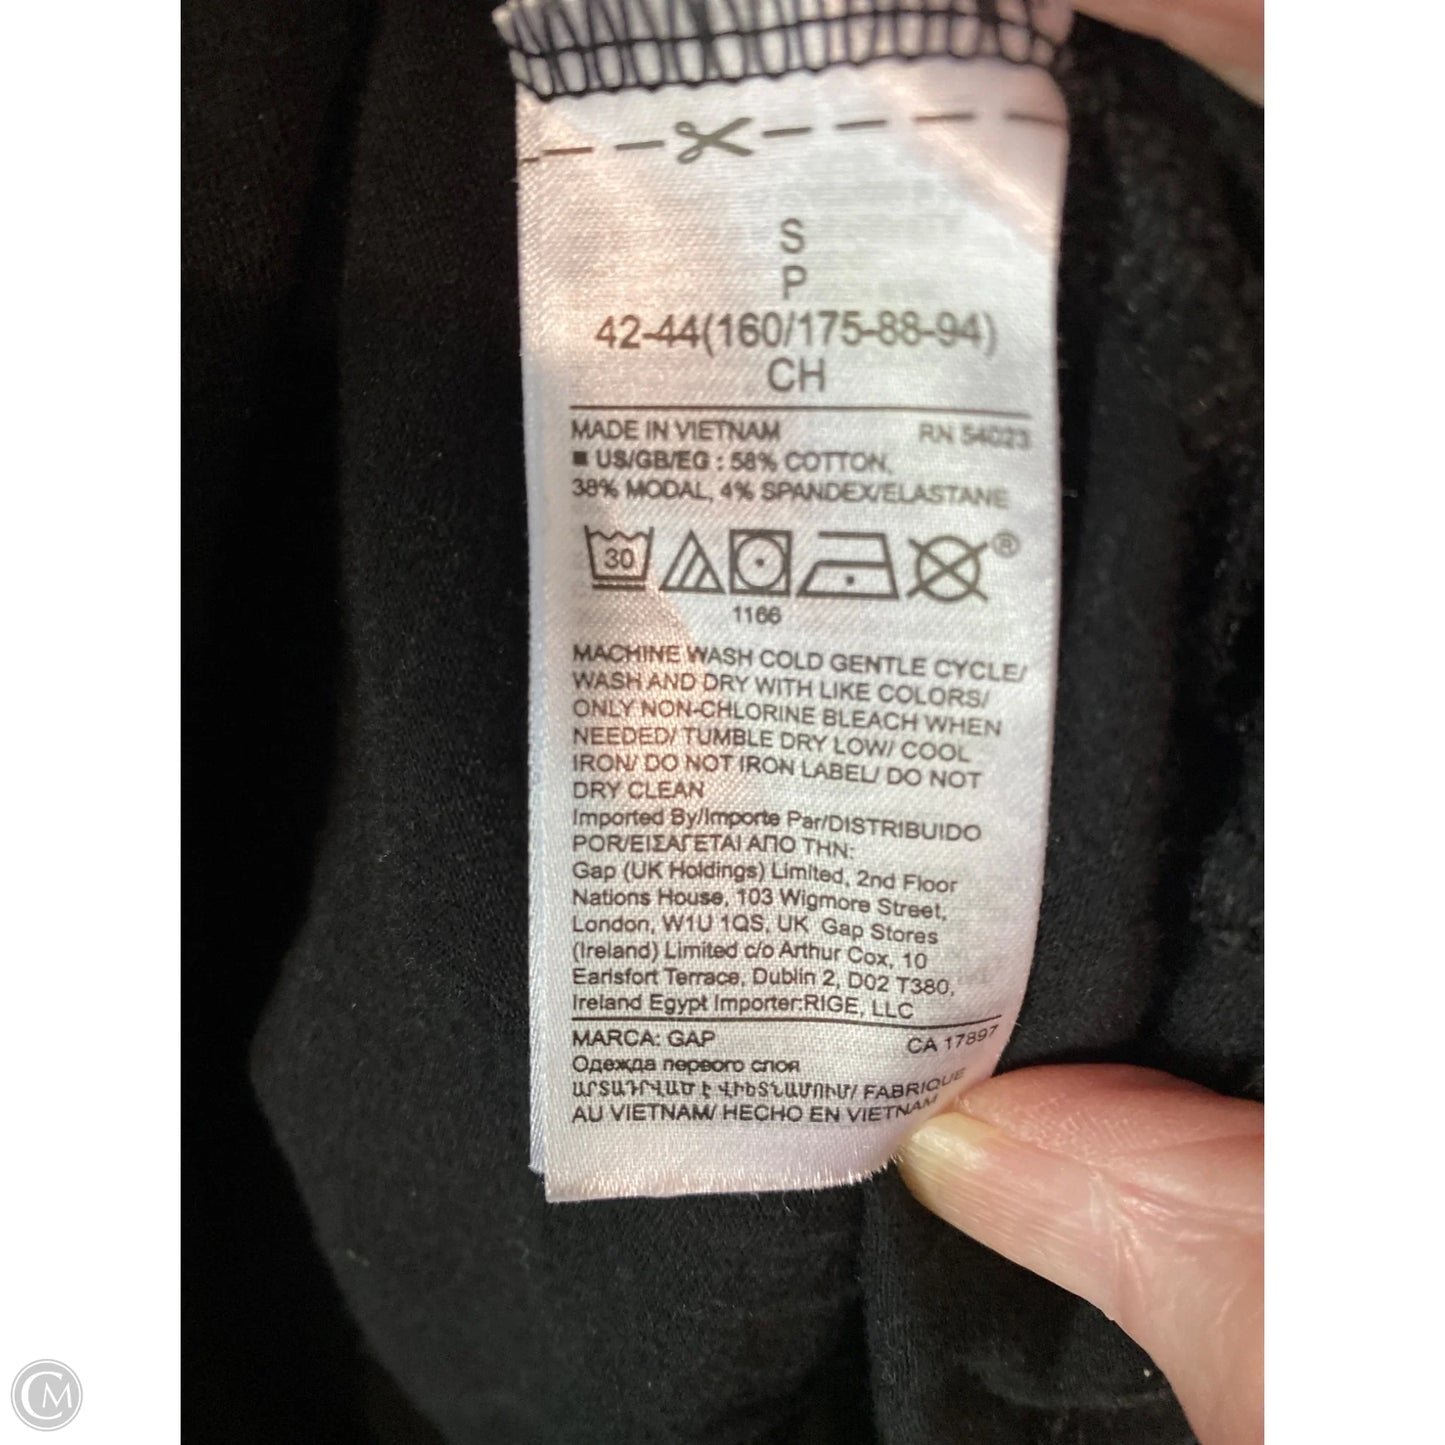 S
P
42-44(160/175-88-94)
CH
MADE IN VIETNAM RN 54023
■ US/GB/EG : 58% COTTON,
38% MODAL, 4% SPANDEX/ELASTANE
30 ®
1166
MACHINE WASH COLD GENTLE CYCLE/
WASH AND DRY WITH LIKE COLORS/
ONLY NON-CHLORINE BLEACH WHEN
NEEDED/ TUMBLE DRY LOW/ COOL
IRON/ DO NOT IRON LABEL/ DO NOT
DRY CLEAN
Imported By/Importe Par/DISTRIBUIDO
POR/ΕΙΣΑΓΕΤΑΙ ΑΠΟ ΤΗΝ:
Gap (UK Holdings) Limited, 2nd Floor
Nations House, 103 Wigmore Street,
London, W1U 1QS, UK Gap Stores
(Ireland) Limited c/o Arthur Cox, 10
Earlsfort Terrace, Dublin 2, D02 T380,
Ireland Egypt Importer:RIGE, LLC
MARCA: GAP CA 17897
Одежда первого слоя
ԱՐՏԱԴՐՎԱԾ Է ՎԻԵՏՆԱՄՈՒՄ/ FABRIQUE
AU VIETNAM/ HECHO EN VIETNAM
CM